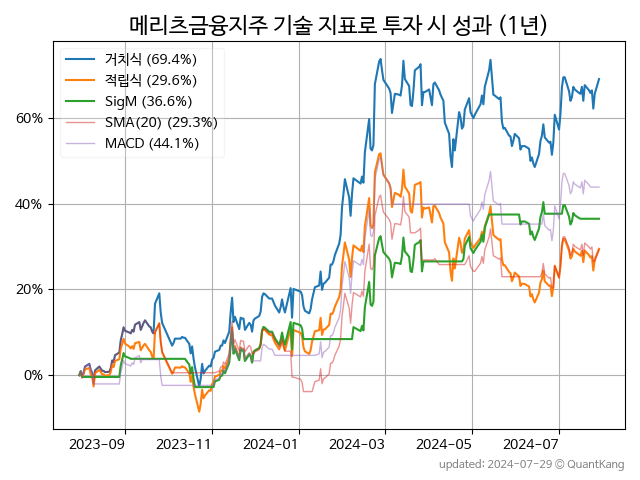 메리츠금융지주 기술 지표로 투자 시 성과 (1년)
거치식 (69.4%)
적립식 (29.6%)
SigM (36.6%)
SMA(20) (29.3%)
MACD (44.1%)
60%
40%
20%
0%
2023-09 2023-11 2024-01 2024-03 2024-05 2024-07
updated: 2024-07-29 © QuantKang